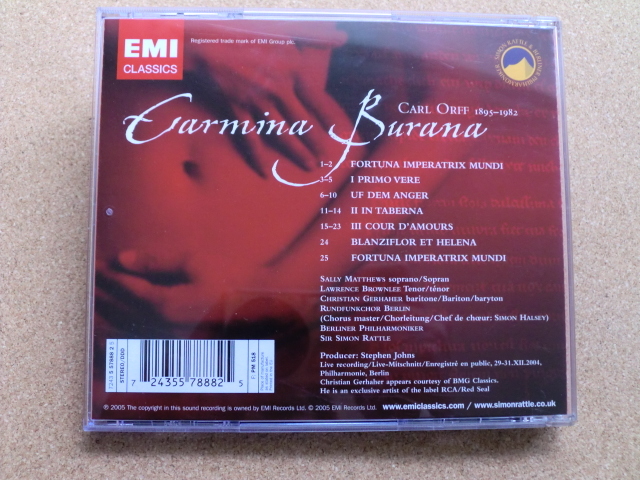 EMI
CLASSICS
Registered trade mark of EMI Group plc.
SIMON RATTLE & BERLINER PHILHARMONIKER
Carmina Burana
CARL ORFF 1895–1982
1–2 FORTUNA IMPERATRIX MUNDI
3–5 I PRIMO VERE
6–10 UF DEM ANGER
11–14 II IN TABERNA
15–23 III COUR D'AMOURS
24 BLANZIFLOR ET HELENA
25 FORTUNA IMPERATRIX MUNDI
SALLY MATTHEWS soprano/Sopran
LAWRENCE BROWNLEE Tenor/ténor
CHRISTIAN GERHAHER baritone/Bariton/baryton
RUNDFUNKCHOR BERLIN
(Chorus master/Chorleitung/Chef de chœur: SIMON HALSEY)
BERLINER PHILHARMONIKER
SIR SIMON RATTLE
Producer: Stephen Johns
Live recording/Live-Mitschnitt/Enregistré en public, 29-31.XII.2004,
Philharmonie, Berlin
Christian Gerhaher appears courtesy of BMG Classics.
He is an exclusive artist of the label RCA/Red Seal
STEREO/DDD
7 24355 78882 5
F: PM 518
℗ 2005 The copyright in this sound recording is owned by EMI Records Ltd. © 2005 EMI Records Ltd.
www.emiclassics.com / www.simonrattle.co.uk